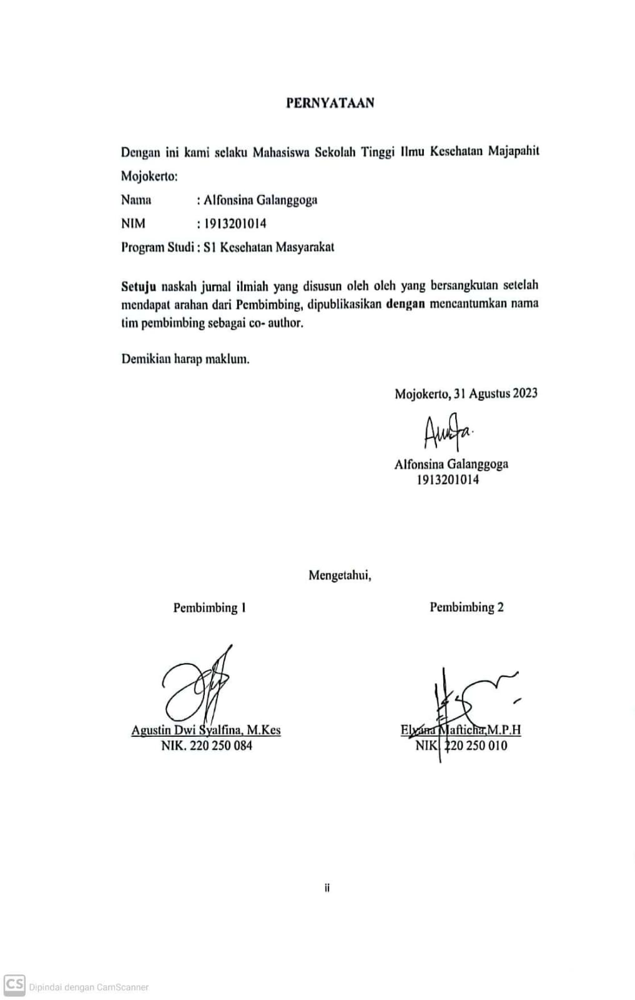 PERNYATAAN
Dengan ini kami selaku Mahasiswa Sekolah Tinggi Ilmu Kesehatan Majapahit
Mojokerto:
Nama : Alfonsina Galanggoga
NIM : 1913201014
Program Studi : S1 Kesehatan Masyarakat
Setuju naskah jurnal ilmiah yang disusun oleh oleh yang bersangkutan setelah
mendapat arahan dari Pembimbing, dipublikasikan dengan mencantumkan nama
tim pembimbing sebagai co- author.
Demikian harap maklum.
Mojokerto, 31 Agustus 2023
Alfonsina Galanggoga
1913201014
Mengetahui,
Pembimbing 1 Pembimbing 2
Agustin Dwi Syalfina, M.Kes Elyana Mafticha,M.P.H
NIK. 220 250 084 NIK 220 250 010
ii
CS Dipindai dengan CamScanner